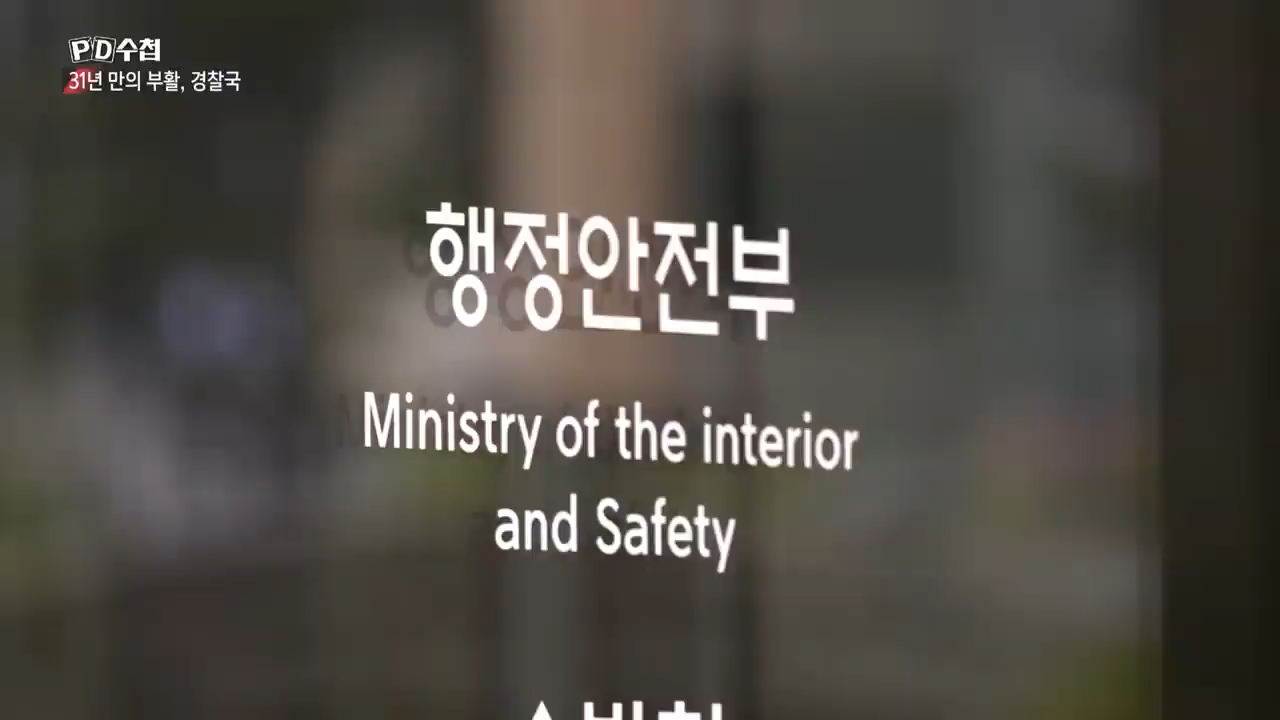 PD수첩
31년 만의 부활, 경찰국
행정안전부
Ministry of the interior
and Safety